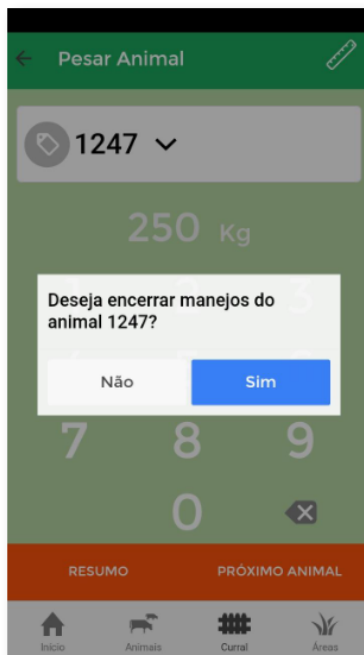 Pesar Animal
1247
250 Kg
3
Deseja encerrar manejos do
animal 1247?
Não Sim
7 8 9
0
RESUMO PRÓXIMO ANIMAL
Início Animais Curral Áreas